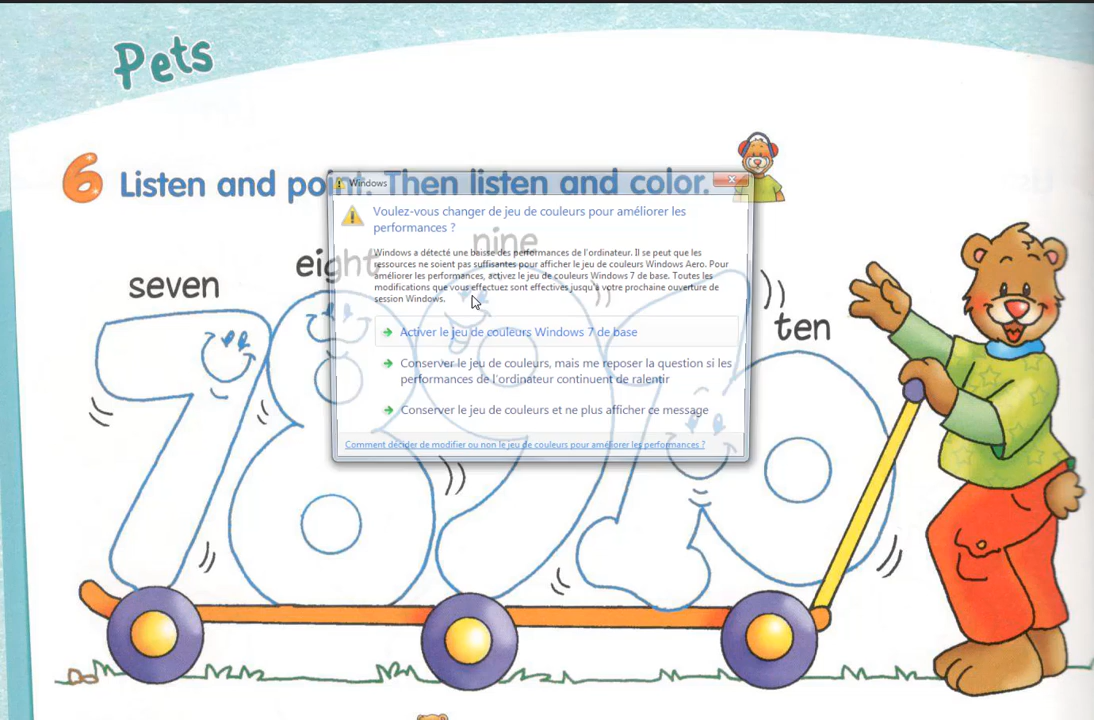 Pets
6 Listen and point. Then listen and color.
Windows
Voulez-vous changer de jeu de couleurs pour améliorer les
performances ?
nine
eight
seven
ten
Windows a détecté une baisse des performances de l'ordinateur. Il se peut que les
ressources ne soient pas suffisantes pour afficher le jeu de couleurs Windows Aero. Pour
améliorer les performances, activez le jeu de couleurs Windows 7 de base. Toutes les
modifications que vous effectuez sont effectives jusqu'à votre prochaine ouverture de
session Windows.
Activer le jeu de couleurs Windows 7 de base
Conserver le jeu de couleurs, mais me reposer la question si les
performances de l'ordinateur continuent de ralentir
Conserver le jeu de couleurs et ne plus afficher ce message
Comment décider de modifier ou non le jeu de couleurs pour améliorer les performances ?
7 8 9 10